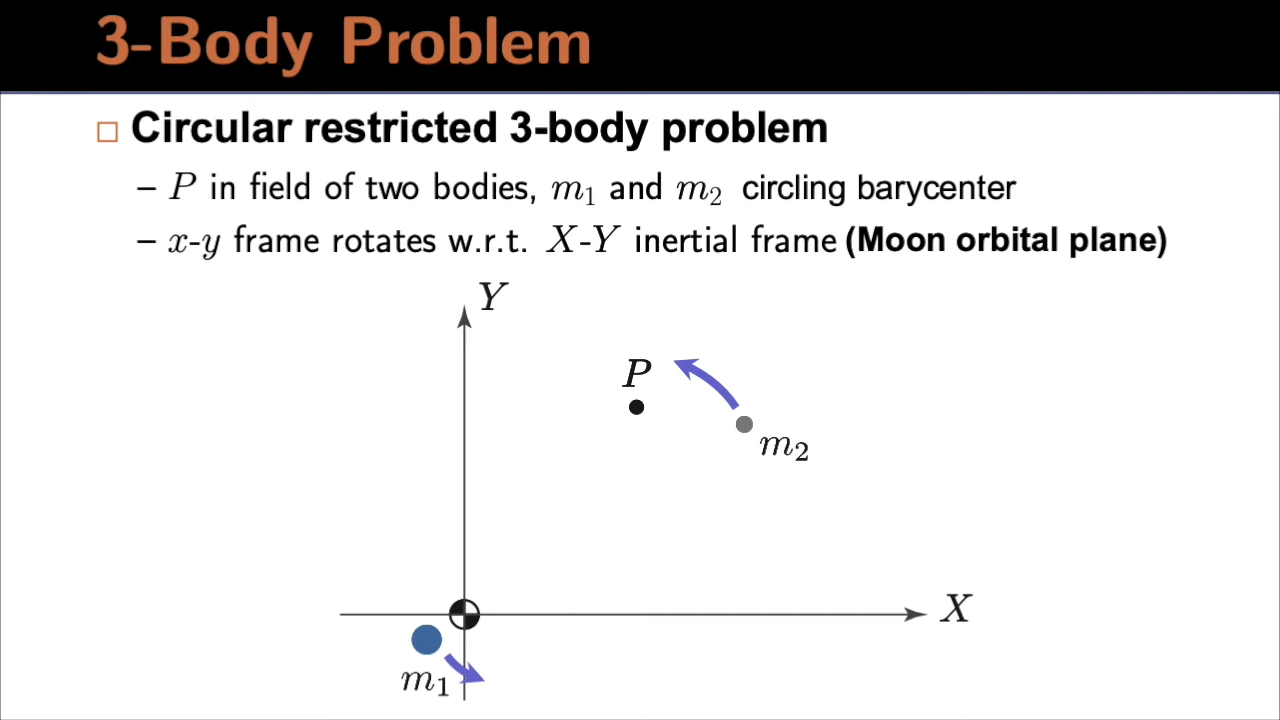 3-Body Problem
Circular restricted 3-body problem
– P in field of two bodies, m₁ and m₂ circling barycenter
– x-y frame rotates w.r.t. X-Y inertial frame (Moon orbital plane)
Y
P
m₂
X
m₁